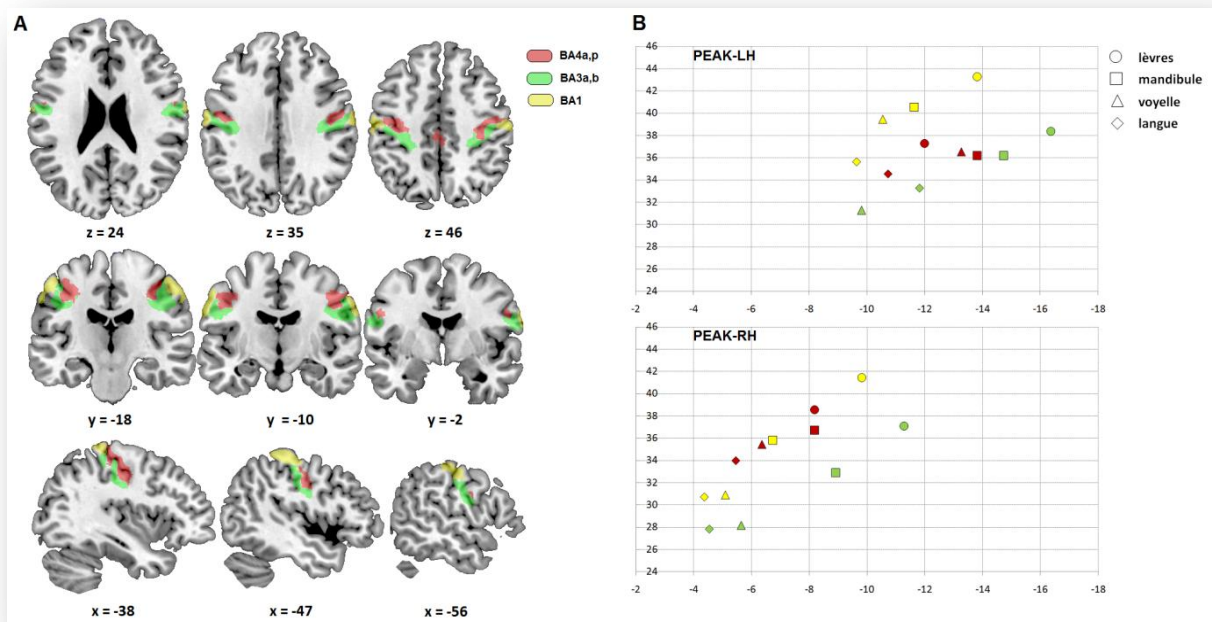 A
BA4a,p
BA3a,b
BA1
z = 24
z = 35
z = 46
y = -18
y = -10
y = -2
x = -38
x = -47
x = -56
B
PEAK-LH
46
44
42
40
38
36
34
32
30
28
26
24
-2 -4 -6 -8 -10 -12 -14 -16 -18
lèvres
mandibule
voyelle
langue
PEAK-RH
46
44
42
40
38
36
34
32
30
28
26
24
-2 -4 -6 -8 -10 -12 -14 -16 -18